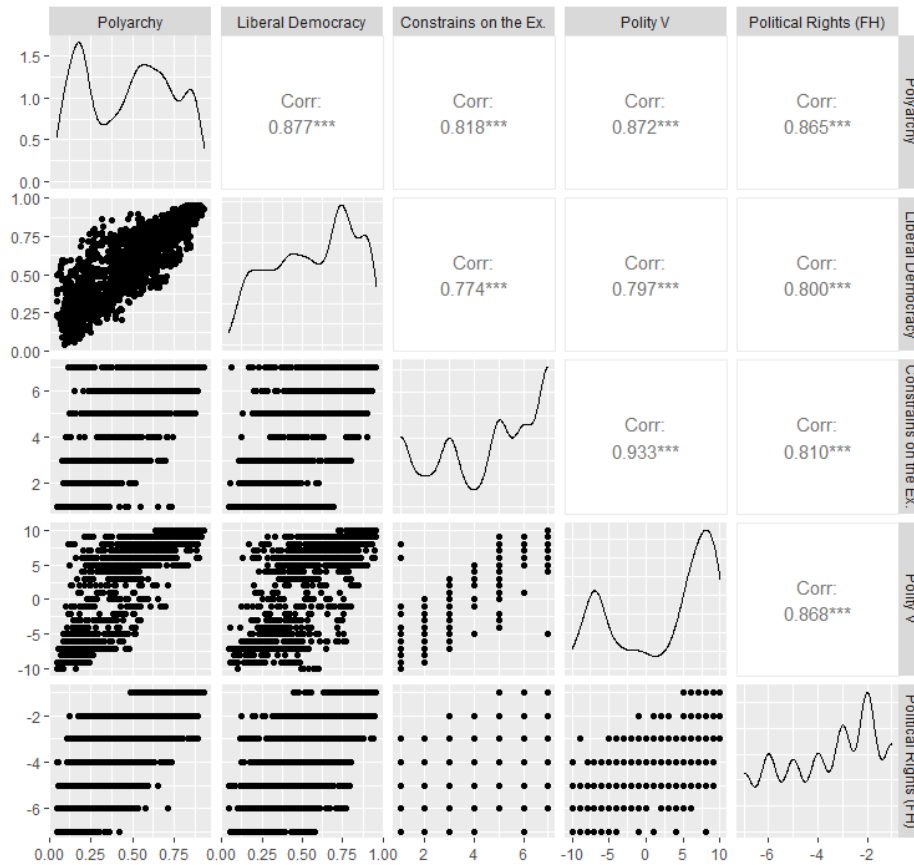 Polyarchy
Liberal Democracy
Constrains on the Ex.
Polity V
Political Rights (FH)
1.5
1.0
0.5
0.0
Corr:
0.877***
Corr:
0.818***
Corr:
0.872***
Corr:
0.865***
Polyarchy
1.00
0.75
0.50
0.25
0.00
Corr:
0.774***
Corr:
0.797***
Corr:
0.800***
Liberal Democracy
6
4
2
Corr:
0.933***
Corr:
0.810***
Constrains on the Ex.
10
5
0
-5
-10
Corr:
0.868***
Polity V
-2
-4
-6
Political Rights (FH)
0.00
0.25
0.50
0.75
0.00
0.25
0.50
0.75
1.00
2
4
6
-10
-5
0
5
10
-6
-4
-2